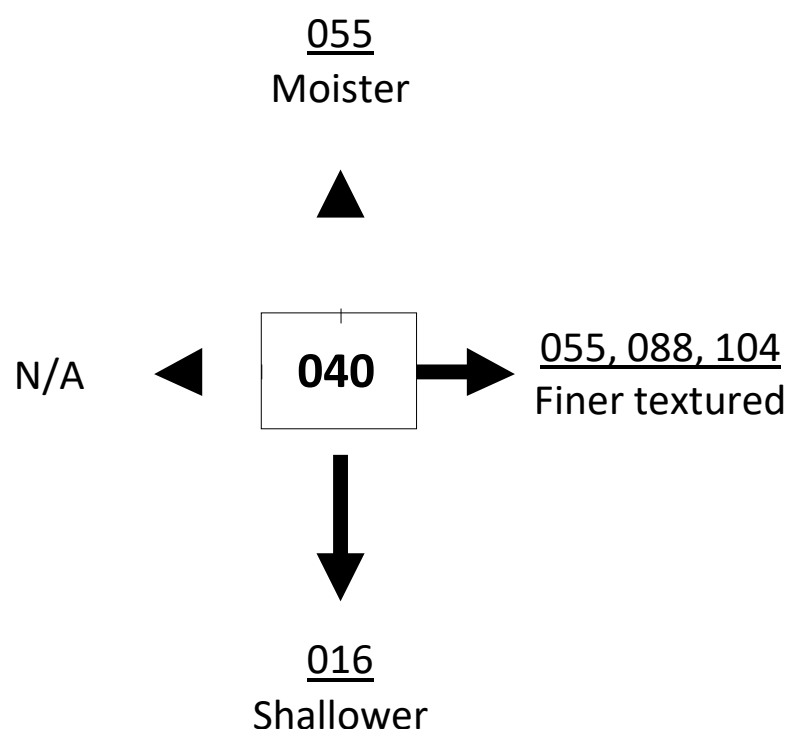 055
Moister
N/A
040
055, 088, 104
Finer textured
016
Shallower